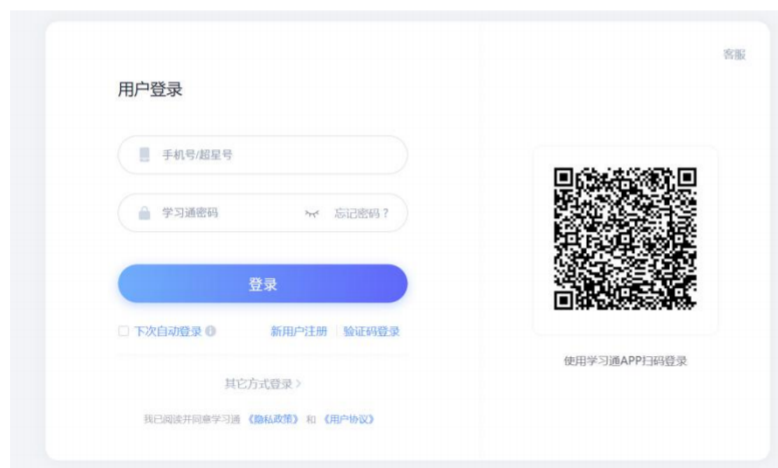 客服
用户登录
手机号/超星号
学习通密码 忘记密码？
登录
下次自动登录 新用户注册 验证码登录
使用学习通APP扫码登录
其它方式登录 >
我已阅读并同意学习通《隐私政策》和《用户协议》